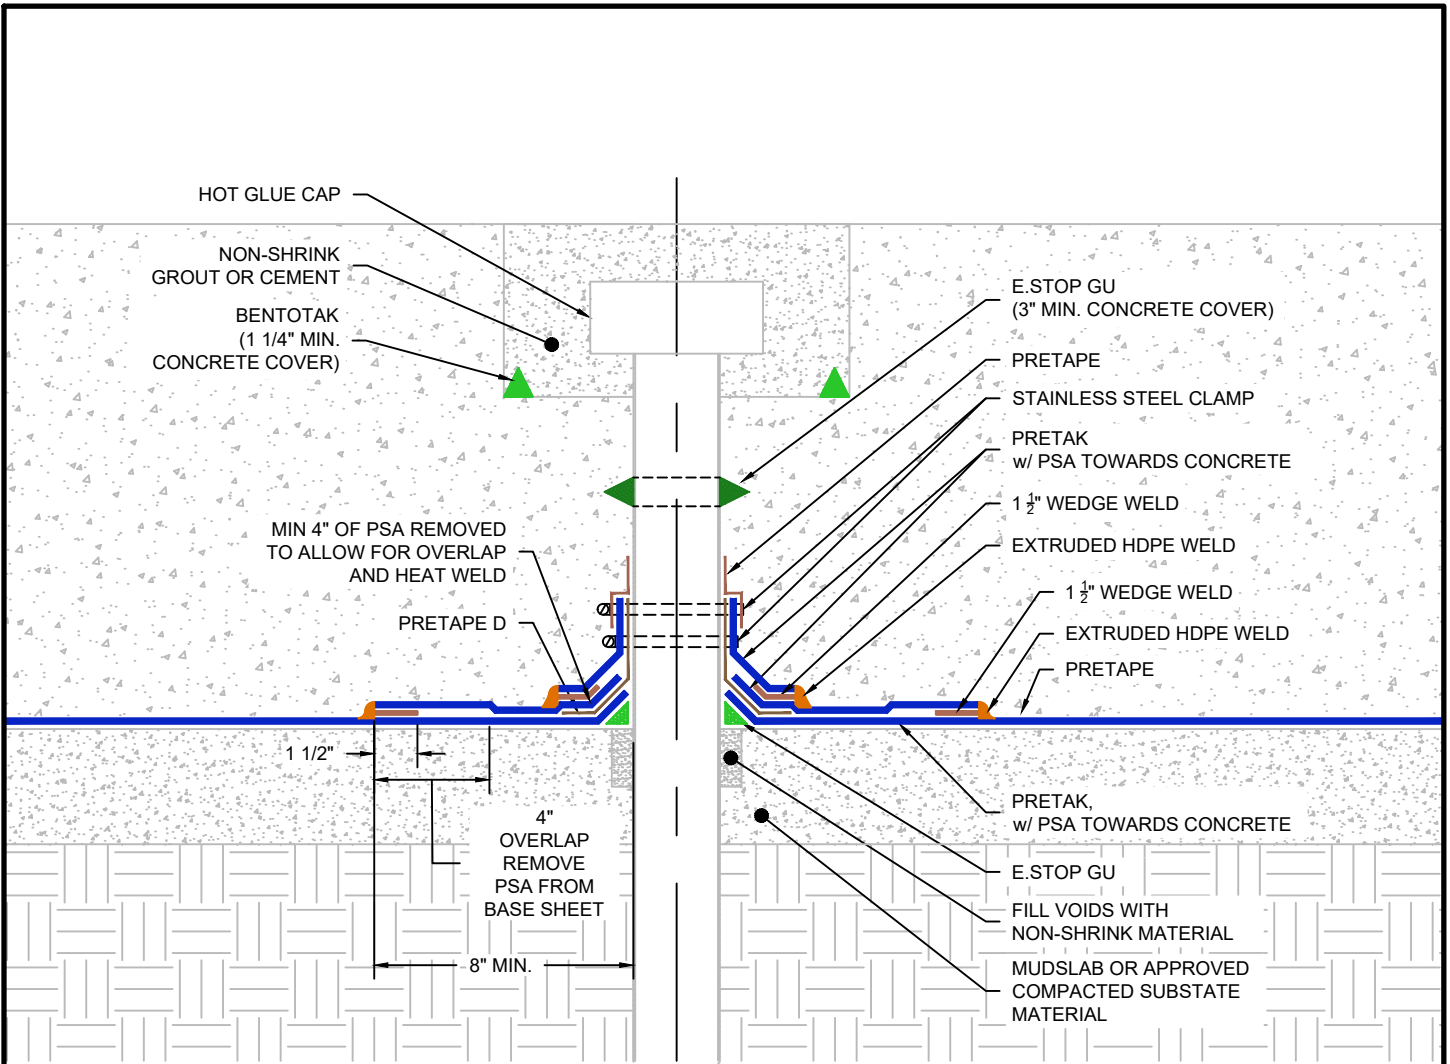 HOT GLUE CAP
NON-SHRINK
GROUT OR CEMENT
BENTOTAK
(1 1/4" MIN.
CONCRETE COVER)
MIN 4" OF PSA REMOVED
TO ALLOW FOR OVERLAP
AND HEAT WELD
PRETAPE D
1 1/2"
4"
OVERLAP
REMOVE
PSA FROM
BASE SHEET
8" MIN.
E.STOP GU
(3" MIN. CONCRETE COVER)
PRETAPE
STAINLESS STEEL CLAMP
PRETAK
w/ PSA TOWARDS CONCRETE
1 1/2" WEDGE WELD
EXTRUDED HDPE WELD
1 1/2" WEDGE WELD
EXTRUDED HDPE WELD
PRETAPE
PRETAK,
w/ PSA TOWARDS CONCRETE
E.STOP GU
FILL VOIDS WITH
NON-SHRINK MATERIAL
MUDSLAB OR APPROVED
COMPACTED SUBSTATE
MATERIAL